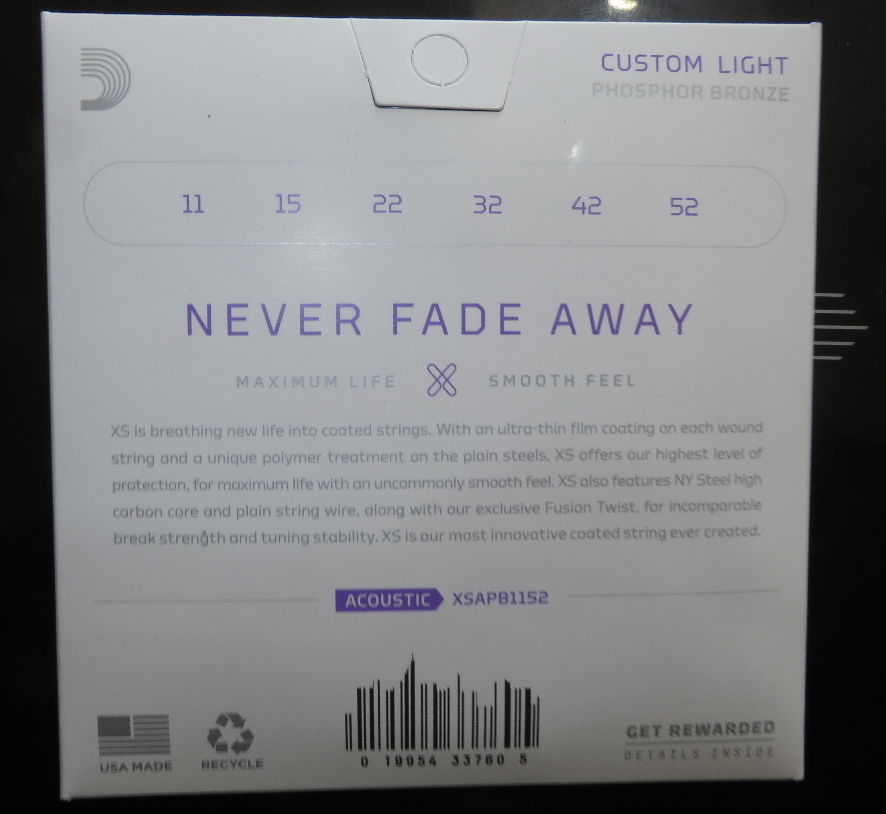 CUSTOM LIGHT
PHOSPHOR BRONZE
11 15 22 32 42 52
NEVER FADE AWAY
MAXIMUM LIFE SMOOTH FEEL
XS is breathing new life into coated strings. With an ultra-thin film coating on each wound
string and a unique polymer treatment on the plain steels, XS offers our highest level of
protection, for maximum life with an uncommonly smooth feel. XS also features NY Steel high
carbon core and plain string wire, along with our exclusive Fusion Twist, for incomparable
break strength and tuning stability. XS is our most innovative coated string ever created.
ACOUSTIC XSAPB1152
USA MADE
RECYCLE
0 19954 33760 5
GET REWARDED
DETAILS INSIDE